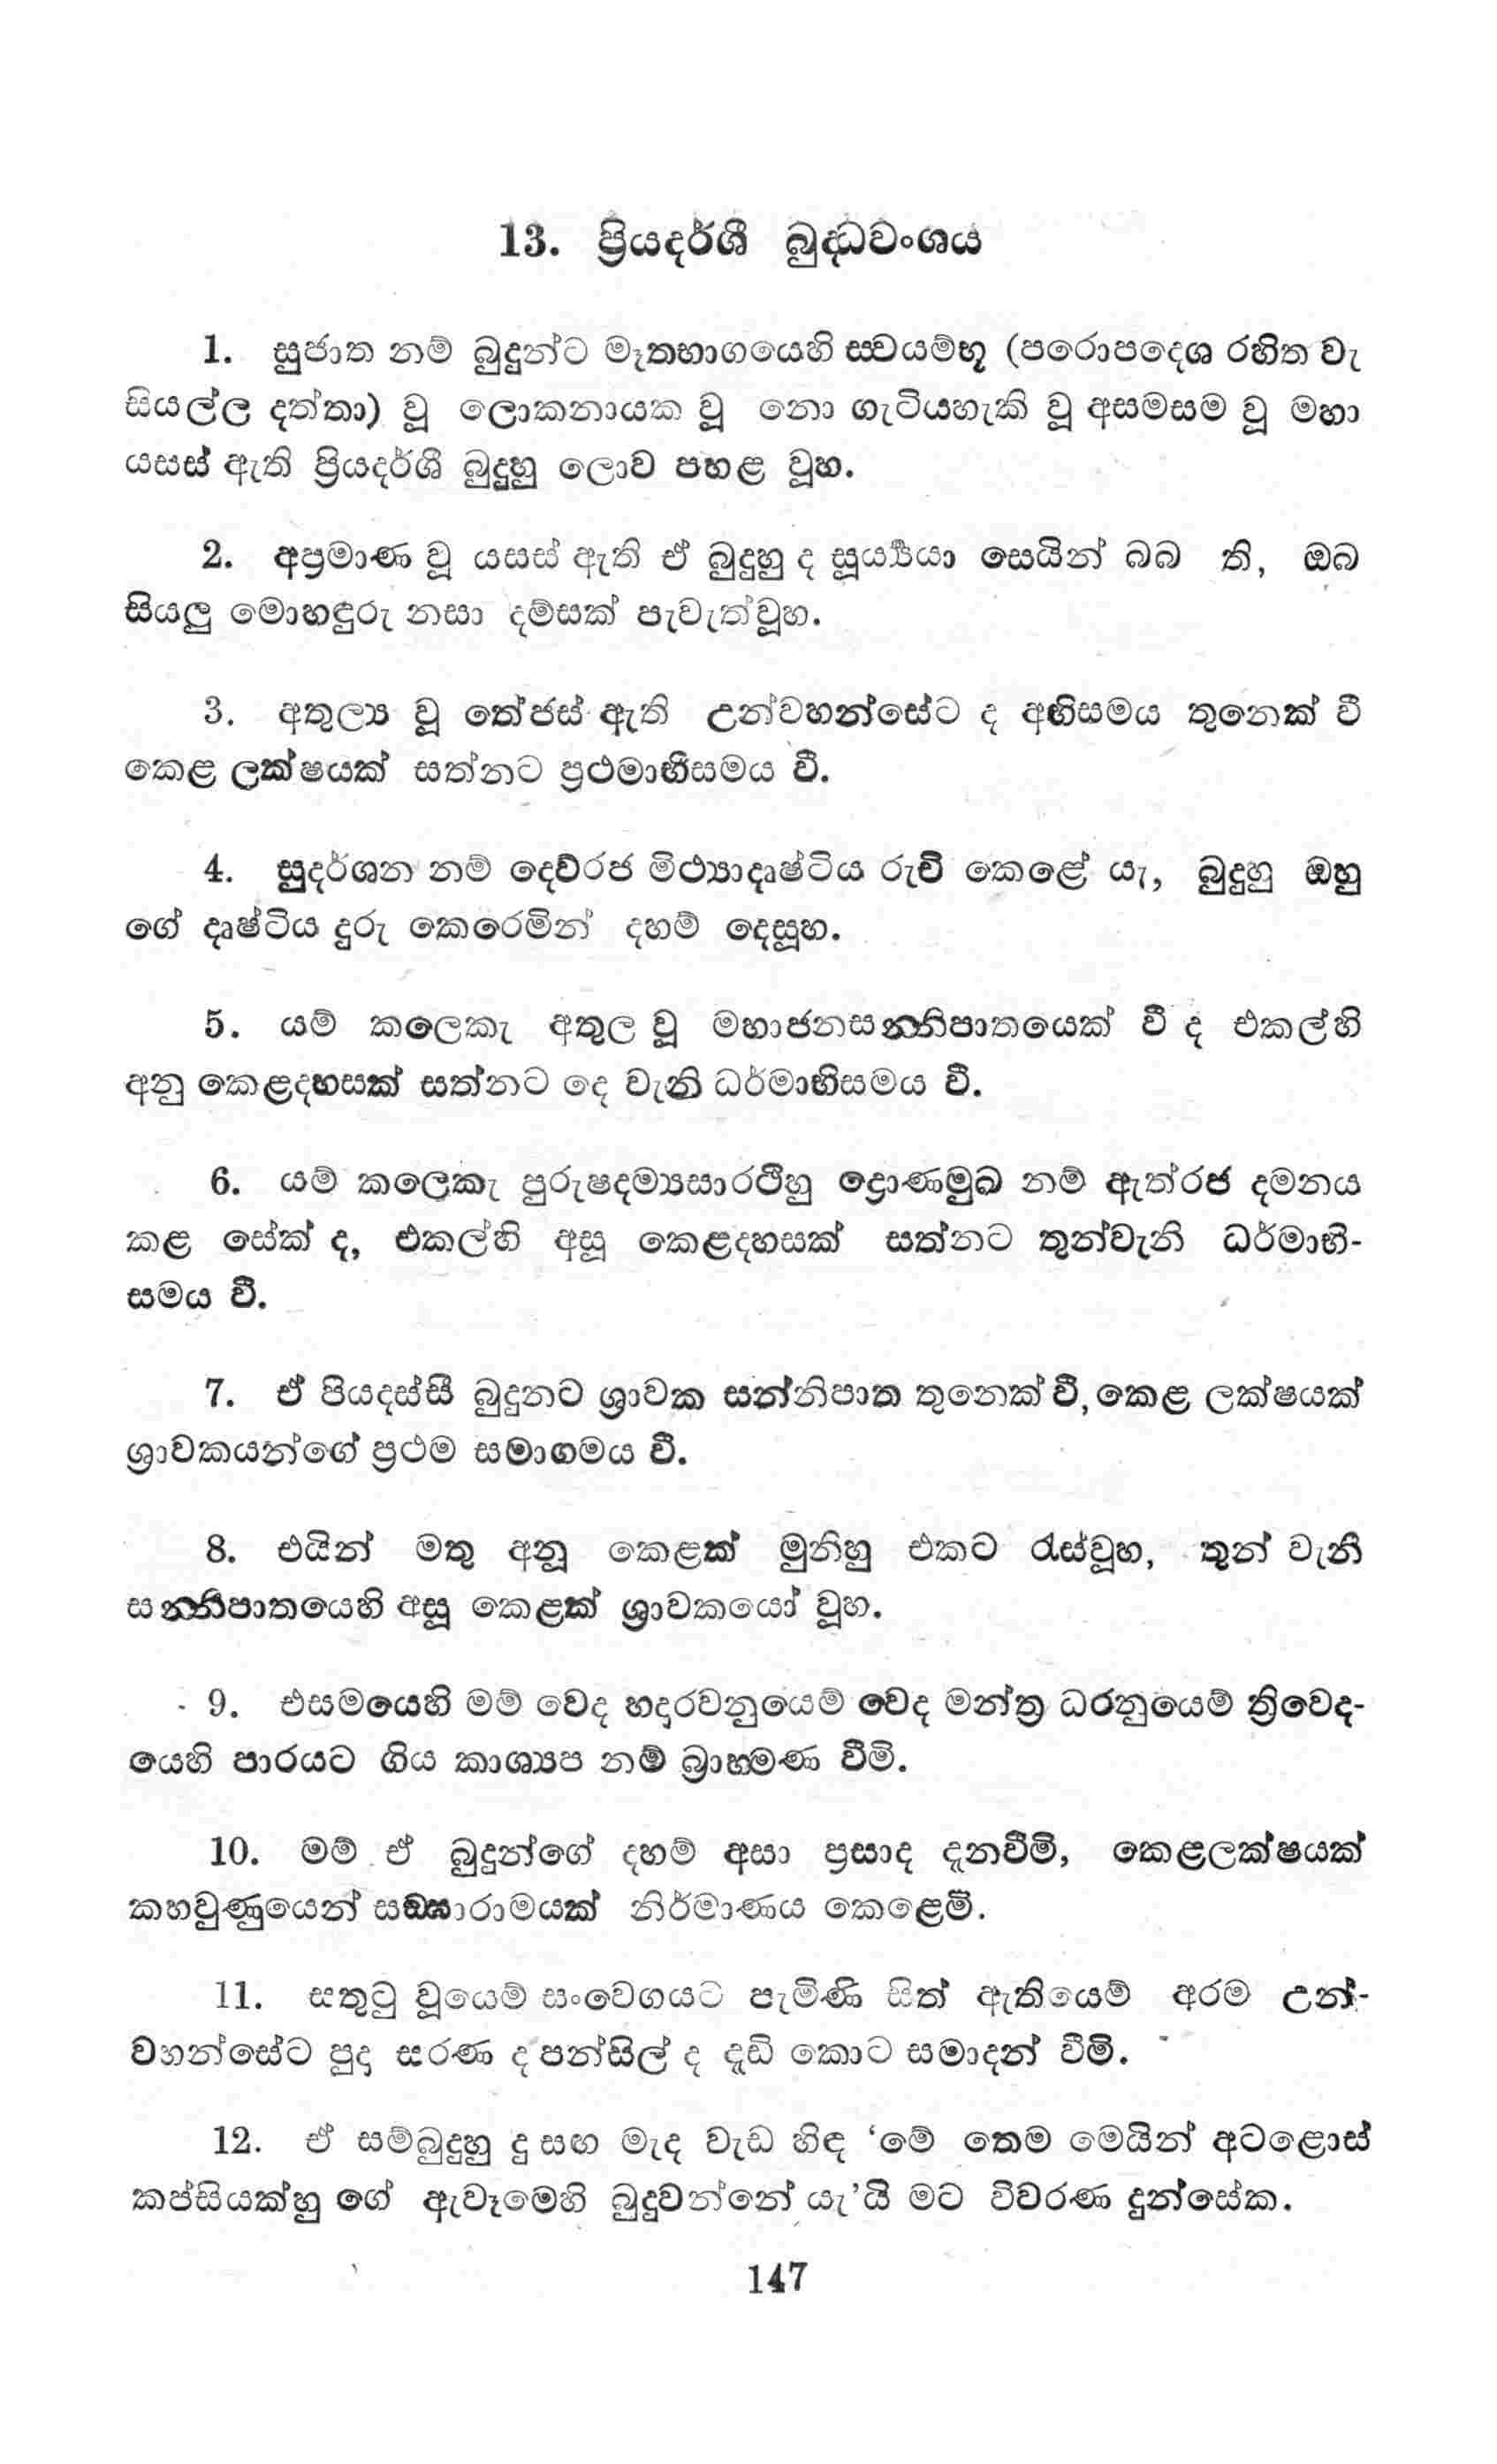 13. ප්‍රියදර්ශී බුද්ධවංශය
1. සුජාත නම් බුදුන්ට මෑතභාගයෙහි ස්වයම්භූ (පරොපදෙශ රහිත වැ
සියල්ල දත්තා) වූ ලොකනායක වූ නො ගැටියහැකි වූ අසමසම වූ මහා
යසස් ඇති ප්‍රියදර්ශී බුදුහු ලොව පහළ වූහ.
2. අප්‍රමාණ වූ යසස් ඇති ඒ බුදුහු ද සූර්‍ය්‍යයා සෙයින් බබ ති, ඔබ
සියලු මොහඳුරු නසා දම්සක් පැවැත්වූහ.
3. අතුල්‍ය වූ තේජස් ඇති උන්වහන්සේට ද අභිසමය තුනෙක් වී
කෙළ ලක්ෂයක් සත්නට ප්‍රථමාභිසමය වී.
4. සුදර්ශන නම් දෙව්රජ මිථ්‍යාදෘෂ්ටිය රුචි කෙළේ යැ, බුදුහු ඔහු
ගේ දෘෂ්ටිය දුරු කෙරෙමින් දහම් දෙසූහ.
5. යම් කලෙකැ අතුල වූ මහාජනසන්නිපාතයෙක් වී ද එකල්හි
අනු කෙළදහසක් සත්නට දෙ වැනි ධර්මාභිසමය වී.
6. යම් කලෙකැ පුරුෂදම්‍යසාරථිහු ද්‍රොණමුඛ නම් ඇත්රජ දමනය
කළ සේක් ද, එකල්හි අසූ කෙළදහසක් සත්නට තුන්වැනි ධර්මාභි-
සමය වී.
7. ඒ පියදස්සී බුදුනට ශ්‍රාවක සන්නිපාත තුනෙක් වී, කෙළ ලක්ෂයක්
ශ්‍රාවකයන්ගේ ප්‍රථම සමාගමය වී.
8. එයින් මතු අනූ කෙළක් මුනිහු එකට රැස්වූහ, තුන් වැනි
සන්නිපාතයෙහි අසූ කෙළක් ශ්‍රාවකයෝ වූහ.
9. එසමයෙහි මම් වෙද හදාරවනුයෙම් වෙද මන්ත්‍ර ධරනුයෙම් ත්‍රිවෙද-
යෙහි පාරයට ගිය කාශ්‍යප නම් බ්‍රාහ්මණ වීමි.
10. මම් ඒ බුදුන්ගේ දහම් අසා ප්‍රසාද දැනවීමි, කෙළලක්ෂයක්
කහවුණුයෙන් සඞ්ඝාරාමයක් නිර්මාණය කෙළෙමි.
11. සතුටු වූයෙම් සංවෙගයට පැමිණි සිත් ඇතියෙම් අරම උන්-
වහන්සේට පුදා සරණ ද පන්සිල් ද දැඩි කොට සමාදන් වීමි.
12. ඒ සම්බුදුහු දු සඟ මැද වැඩ හිඳ ‘මේ තෙම මෙයින් අටළොස්
කප්සියක්හු ගේ ඇවෑමෙහි බුදුවන්නේ යැ’යි මට විවරණ දුන්සේක.
147